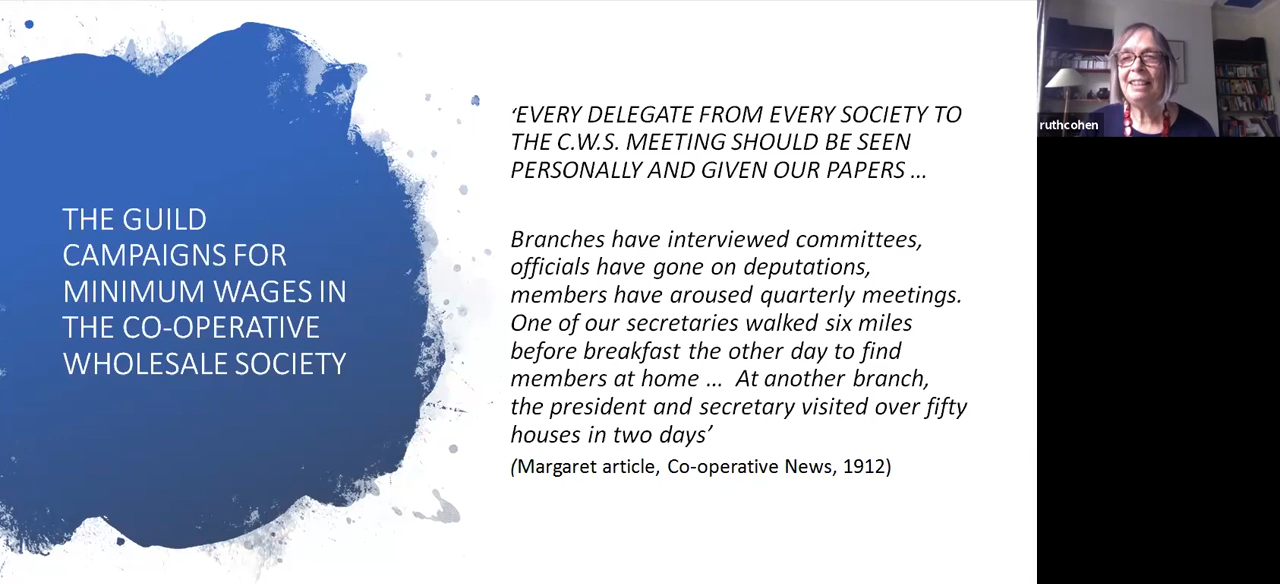 THE GUILD
CAMPAIGNS FOR
MINIMUM WAGES IN
THE CO-OPERATIVE
WHOLESALE SOCIETY
‘EVERY DELEGATE FROM EVERY SOCIETY TO
THE C.W.S. MEETING SHOULD BE SEEN
PERSONALLY AND GIVEN OUR PAPERS …
Branches have interviewed committees,
officials have gone on deputations,
members have aroused quarterly meetings.
One of our secretaries walked six miles
before breakfast the other day to find
members at home … At another branch,
the president and secretary visited over fifty
houses in two days’
(Margaret article, Co-operative News, 1912)
ruthcohen